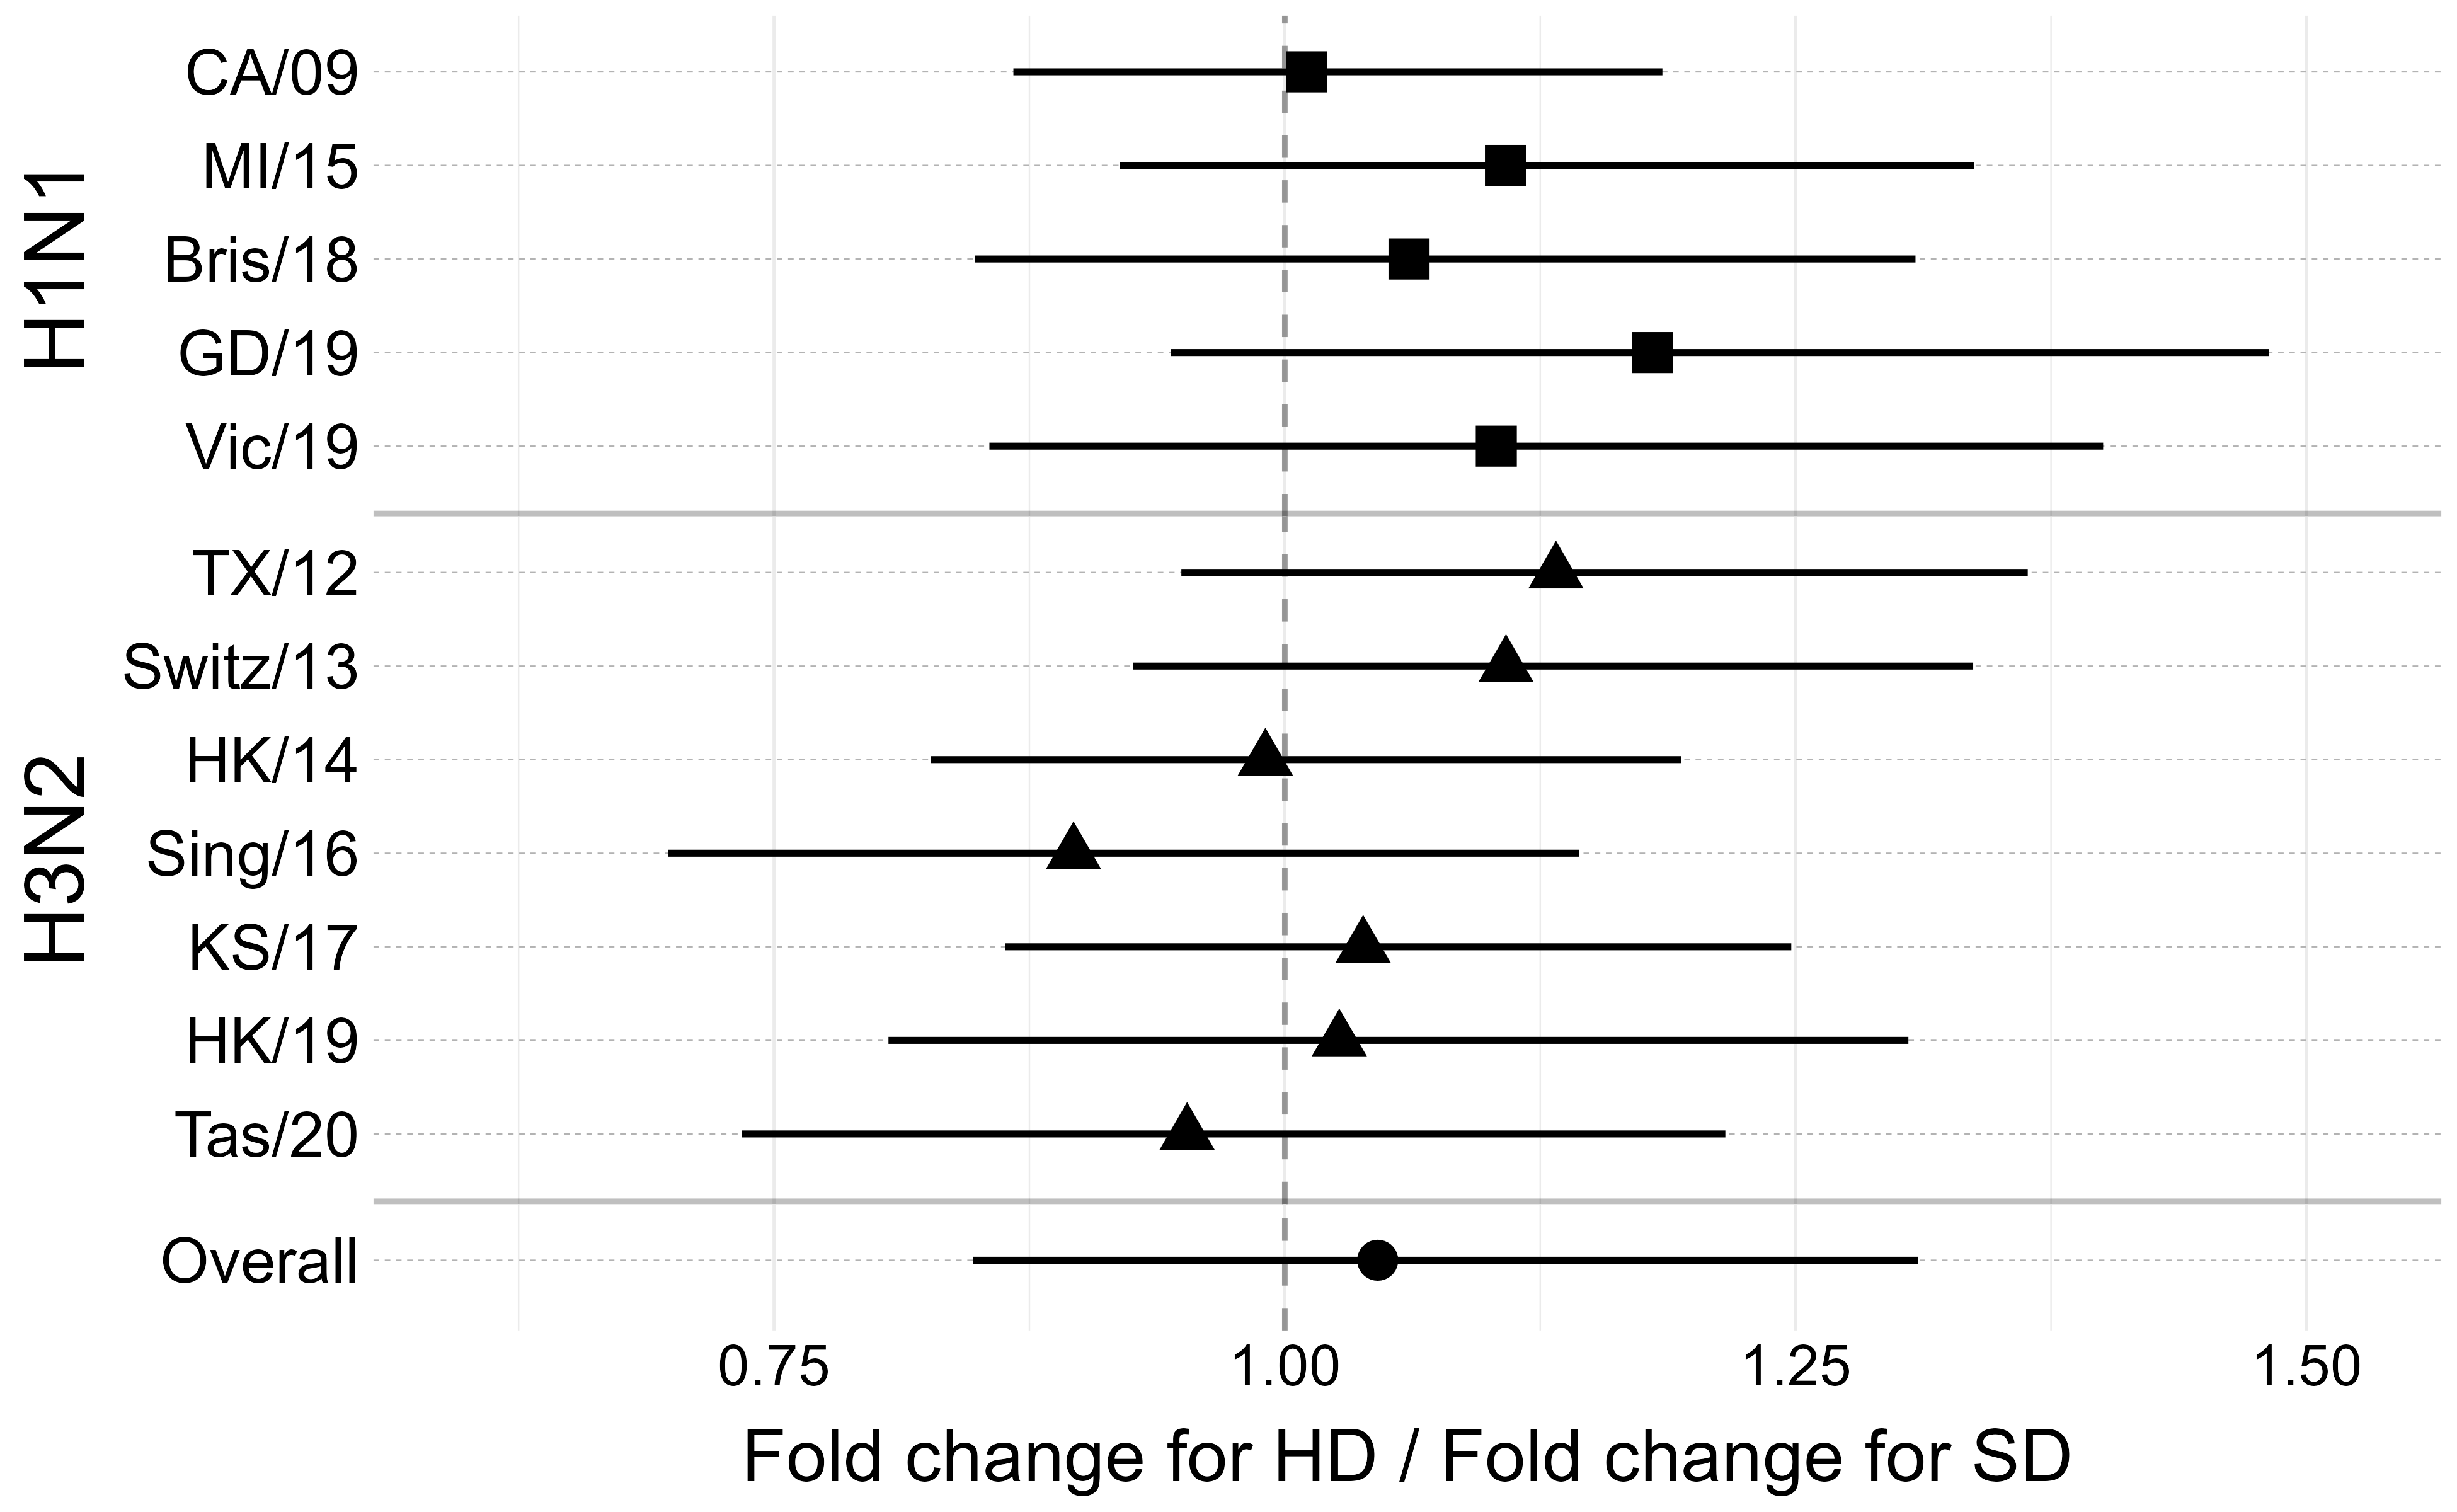 H1N1
CA/09
MI/15
Bris/18
GD/19
Vic/19
H3N2
TX/12
Switz/13
HK/14
Sing/16
KS/17
HK/19
Tas/20
Overall
0.75 1.00 1.25 1.50
Fold change for HD / Fold change for SD